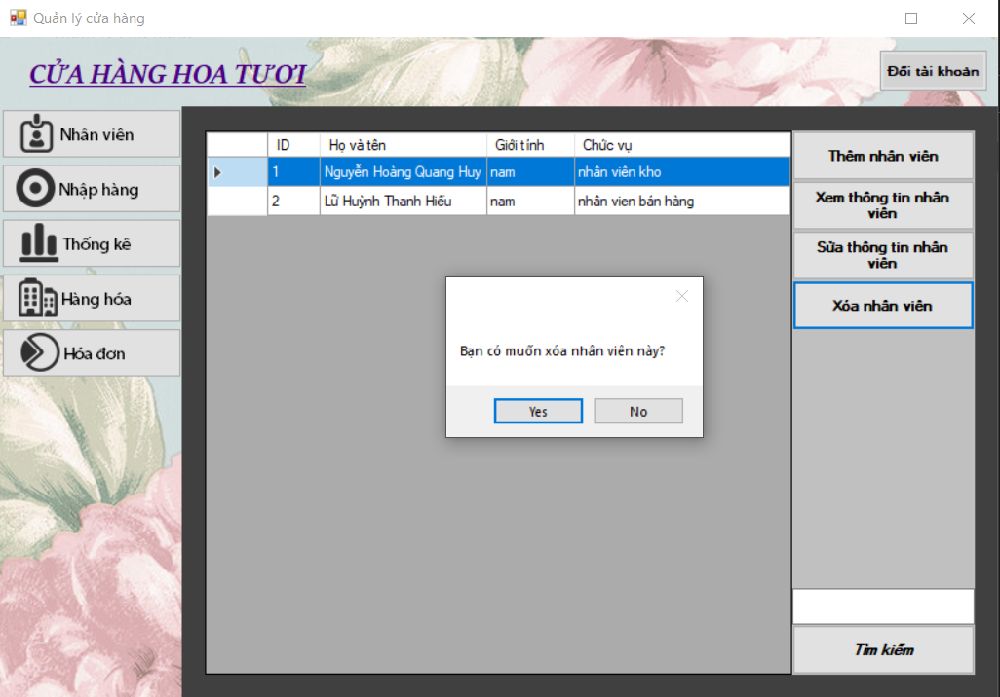 Quản lý cửa hàng
CỬA HÀNG HOA TƯƠI
Đổi tài khoản
Nhân viên
Nhập hàng
Thống kê
Hàng hóa
Hóa đơn
ID Họ và tên Giới tính Chức vụ
1 Nguyễn Hoàng Quang Huy nam nhân viên kho
2 Lữ Huỳnh Thanh Hiếu nam nhân vien bán hàng
Thêm nhân viên
Xem thông tin nhân
viên
Sửa thông tin nhân
viên
Xóa nhân viên
Bạn có muốn xóa nhân viên này?
Yes No
Tìm kiếm